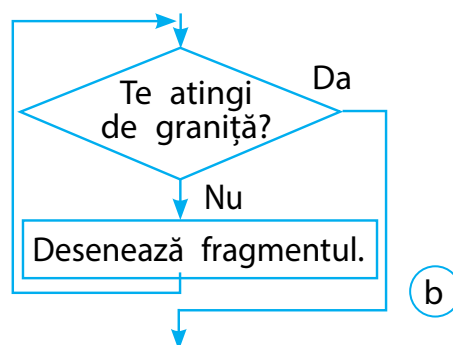 Te atingi
de graniță?
Da
Nu
Desenează fragmentul.
b